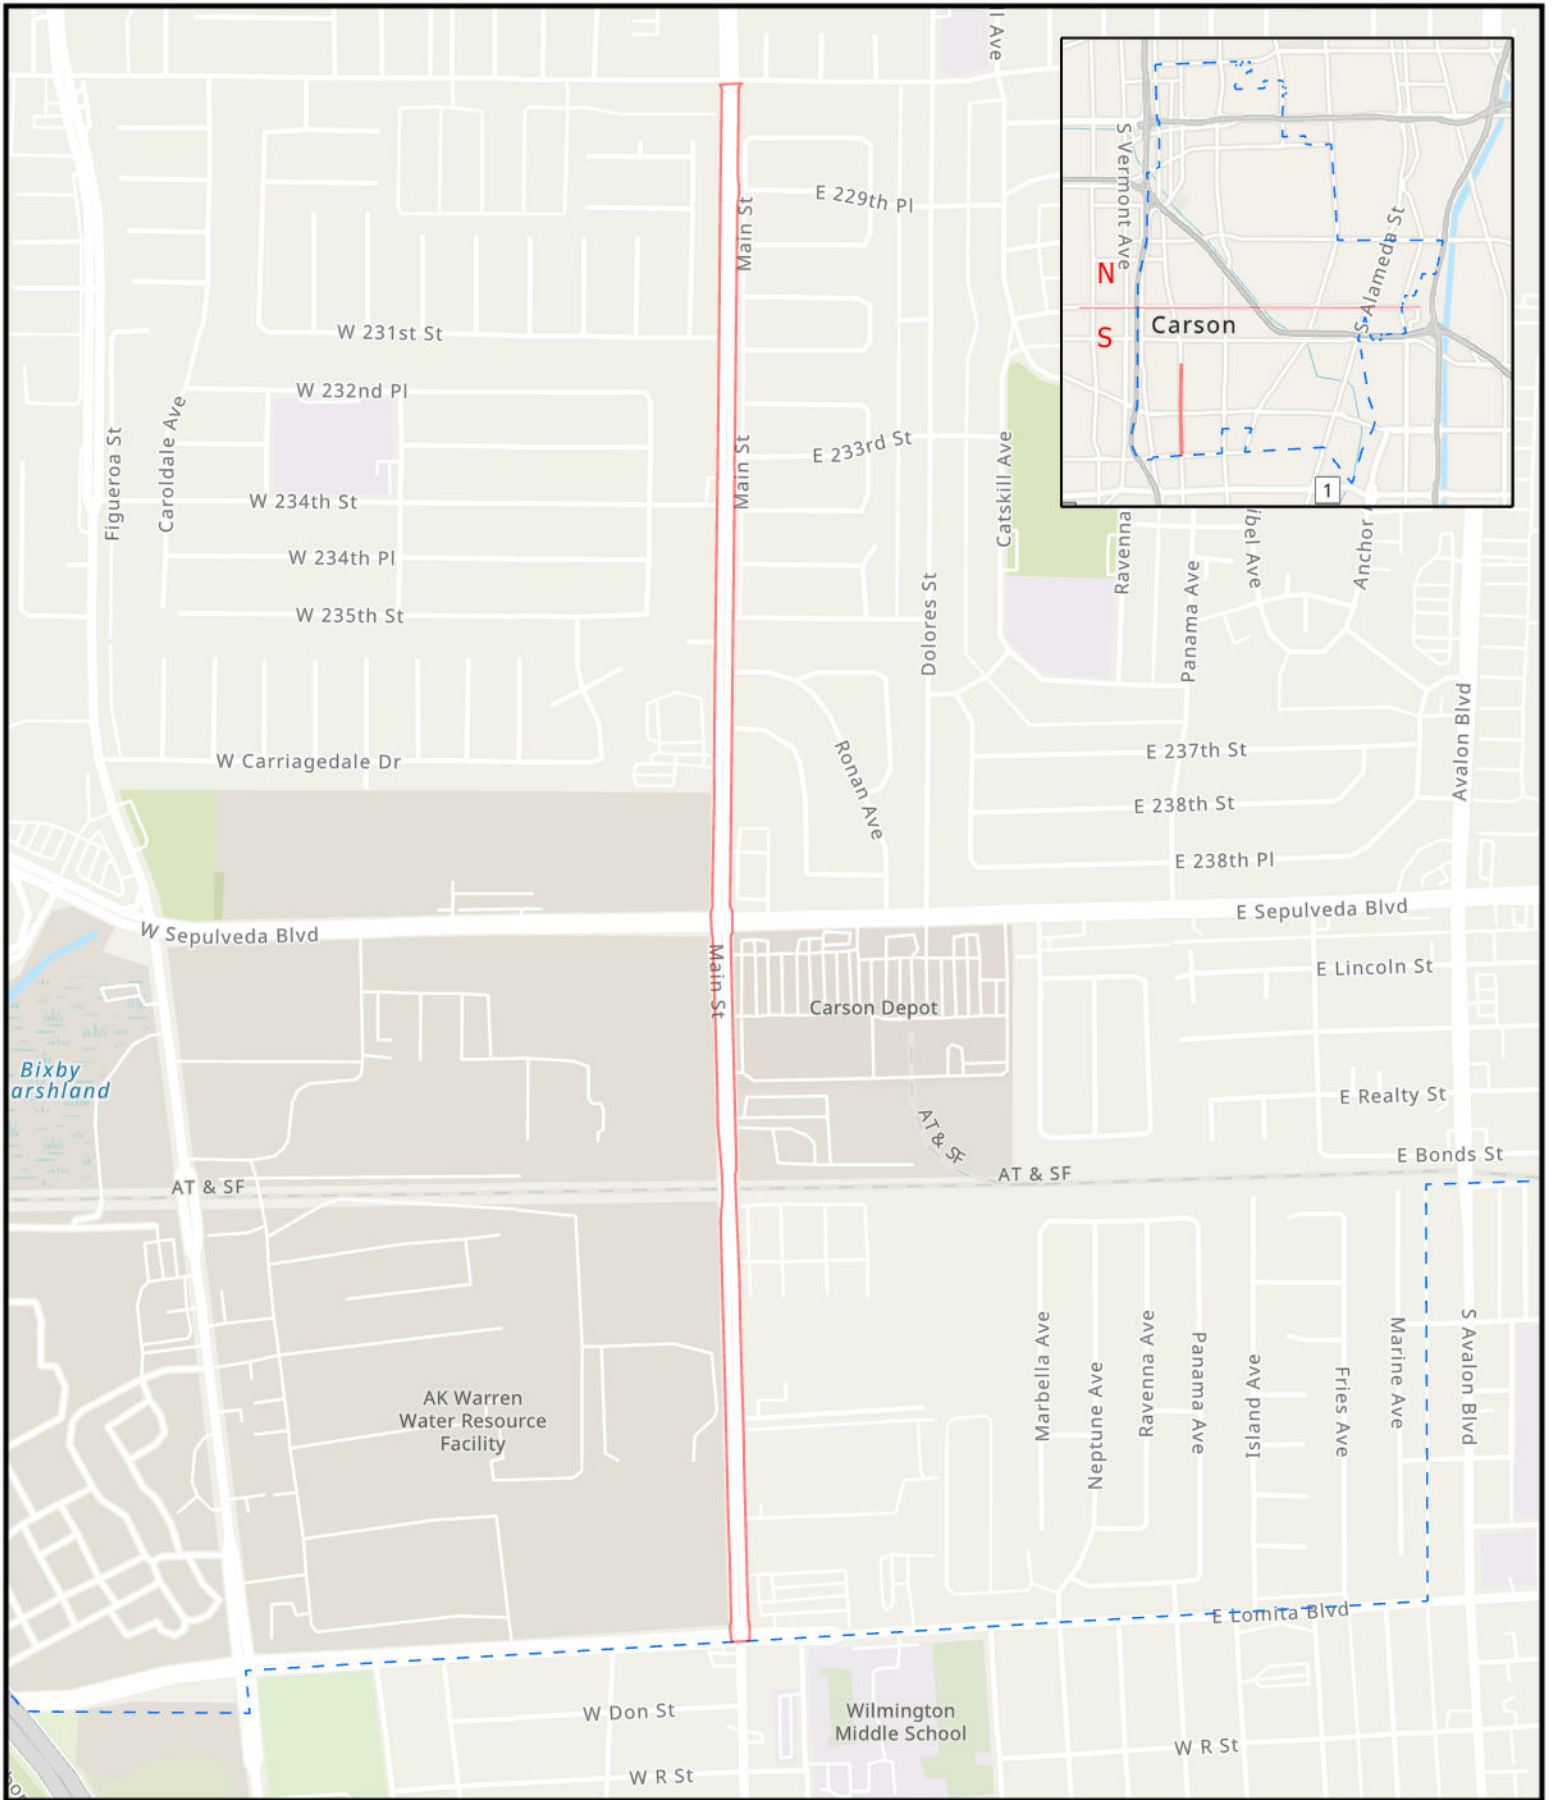 l Ave
S Vermont Ave
S Alameda St
N
Carson
S
1
E 229th Pl
Main St
W 231st St
W 232nd Pl
Figueroa St
Caroldale Ave
E 233rd St
Main St
Catskill Ave
W 234th St
W 234th Pl
W 235th St
Dolores St
Ravenna
Panama Ave
ibel Ave
Anchor
Avalon Blvd
E 237th St
W Carriagedale Dr
Ronan Ave
E 238th St
E 238th Pl
E Sepulveda Blvd
W Sepulveda Blvd
Main St
E Lincoln St
Carson Depot
Bixby
arshland
E Realty St
AT & SF
E Bonds St
AT & SF
AT & SF
Marbella Ave
Neptune Ave
Ravenna Ave
Panama Ave
Island Ave
Fries Ave
Marine Ave
S Avalon Blvd
AK Warren
Water Resource
Facility
E Lomita Blvd
W Don St
Wilmington
Middle School
W R St
W R St